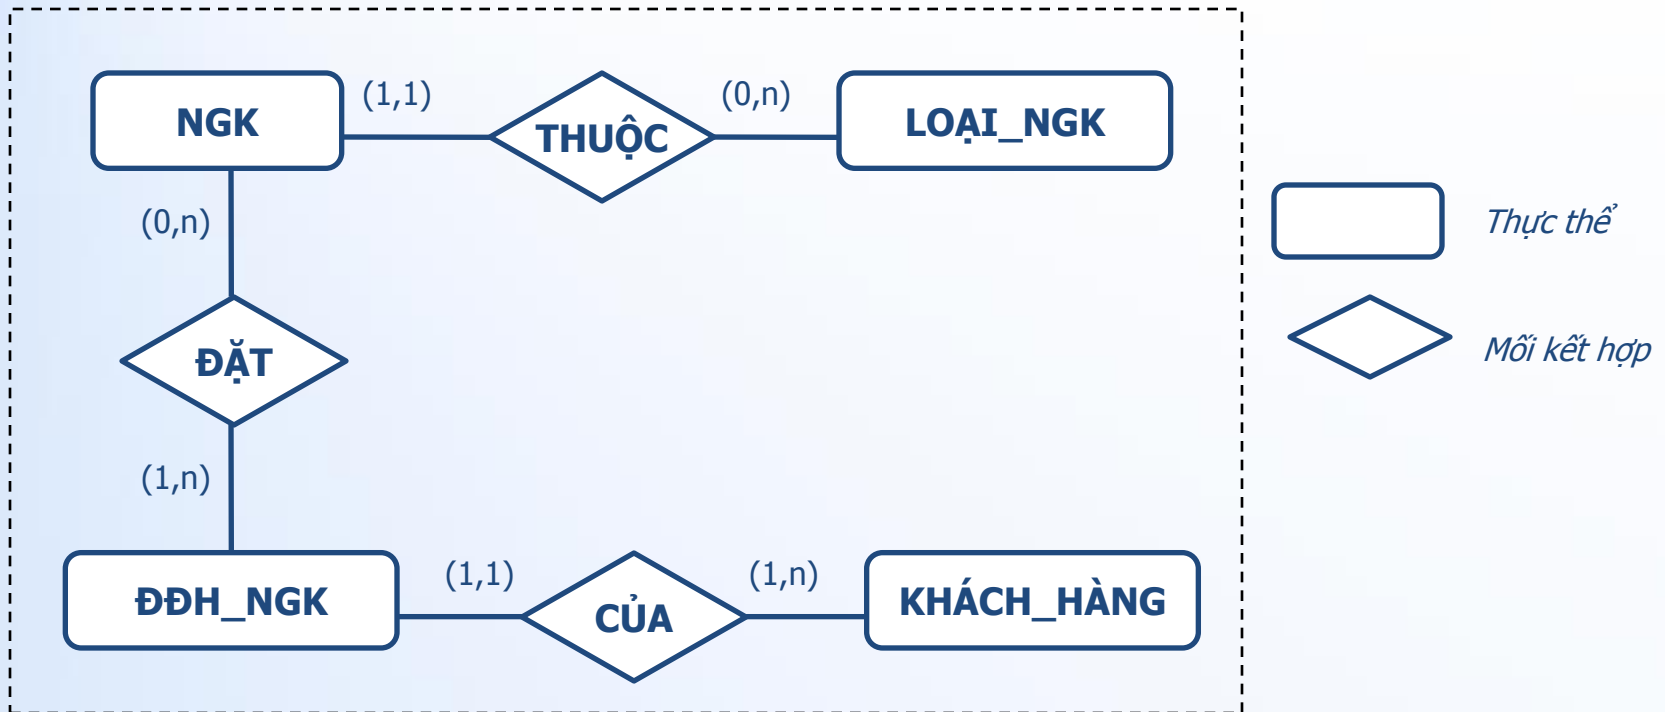 NGK
(1,1)
THUỘC
(0,n)
LOẠI_NGK
(0,n)
ĐẶT
(1,n)
ĐĐH_NGK
(1,1)
CỦA
(1,n)
KHÁCH_HÀNG
Thực thể
Mối kết hợp